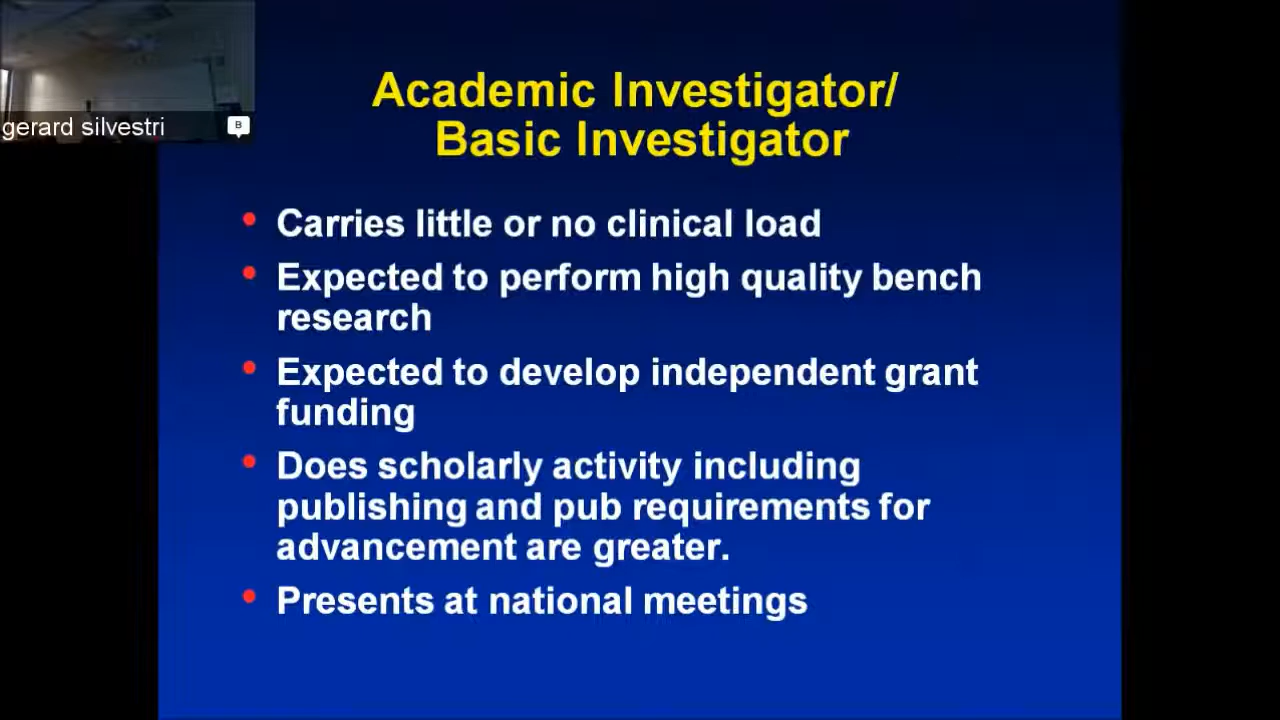 gerard silvestri
B
Academic Investigator/
Basic Investigator
• Carries little or no clinical load
• Expected to perform high quality bench
research
• Expected to develop independent grant
funding
• Does scholarly activity including
publishing and pub requirements for
advancement are greater.
• Presents at national meetings